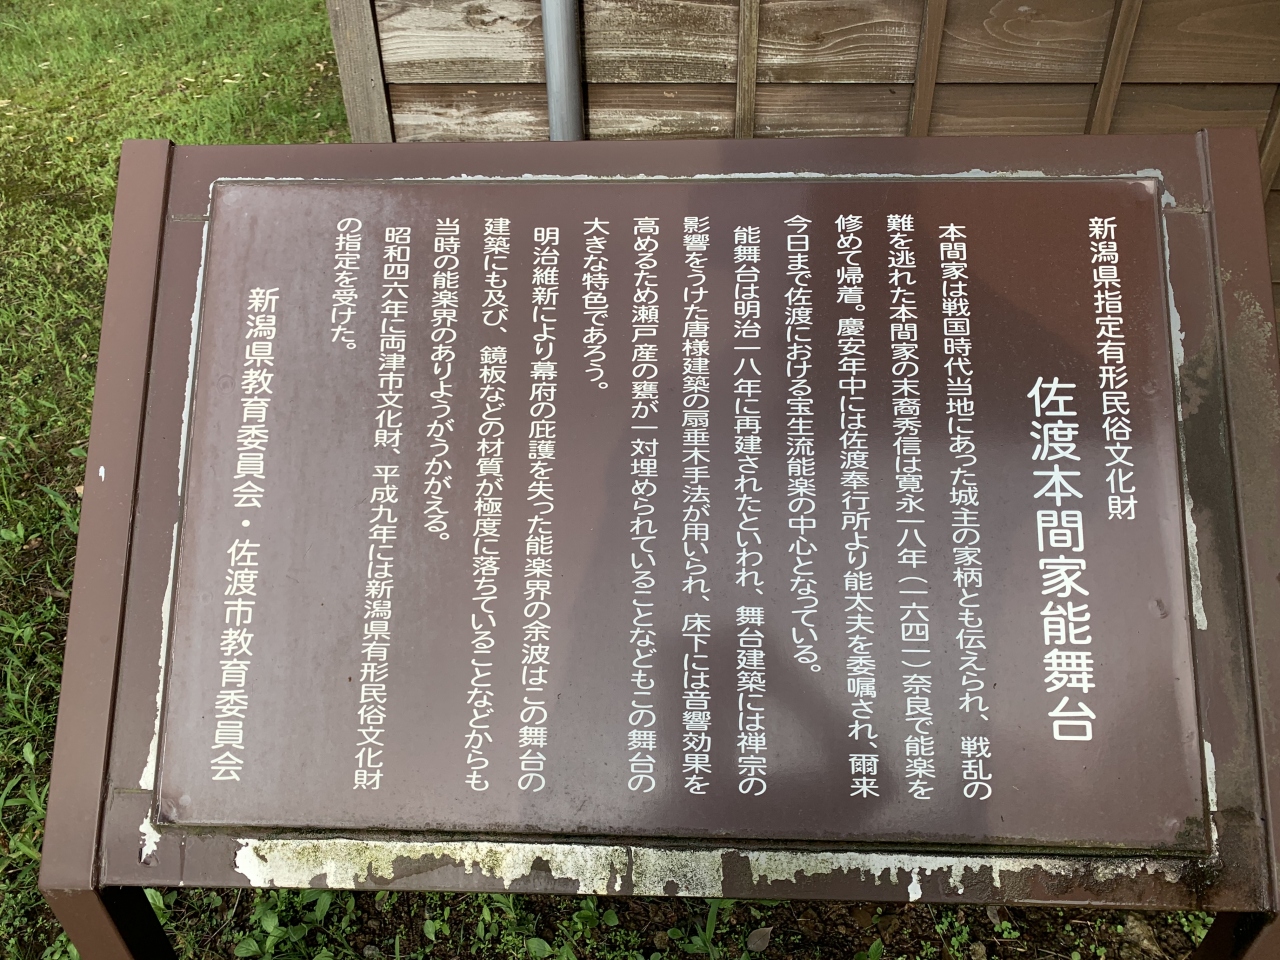 新潟県指定有形民俗文化財
佐渡本間家能舞台
本間家は戦国時代当地にあった城主の家柄とも伝えられ、戦乱の
難を逃れた本間家の末裔秀信は寛永一八年（一六四一）奈良で能楽を
修めて帰着。慶安年中には佐渡奉行所より能太夫を委嘱され、爾来
今日まで佐渡における宝生流能楽の中心となっている。
能舞台は明治一八年に再建されたといわれ、舞台建築には禅宗の
影響をうけた唐様建築の扇垂木手法が用いられ、床下には音響効果を
高めるため瀬戸産の甕が一対埋められていることなどもこの舞台の
大きな特色であろう。
明治維新により幕府の庇護を失った能楽界の余波はこの舞台の
建築にも及び、鏡板などの材質が極度に落ちていることなどからも
当時の能楽界のありようがうかがえる。
昭和四六年に両津市文化財、平成九年には新潟県有形民俗文化財
の指定を受けた。
新潟県教育委員会・佐渡市教育委員会